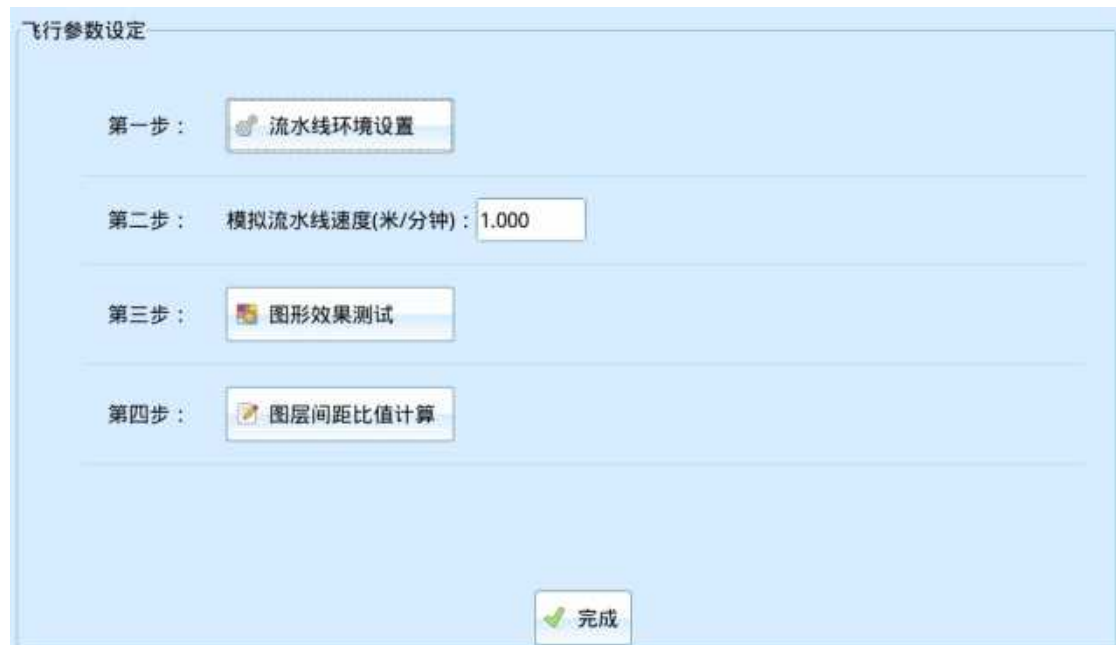 飞行参数设定
第一步： 流水线环境设置
第二步： 模拟流水线速度(米/分钟)：1.000
第三步： 图形效果测试
第四步： 图层间距比值计算
完成